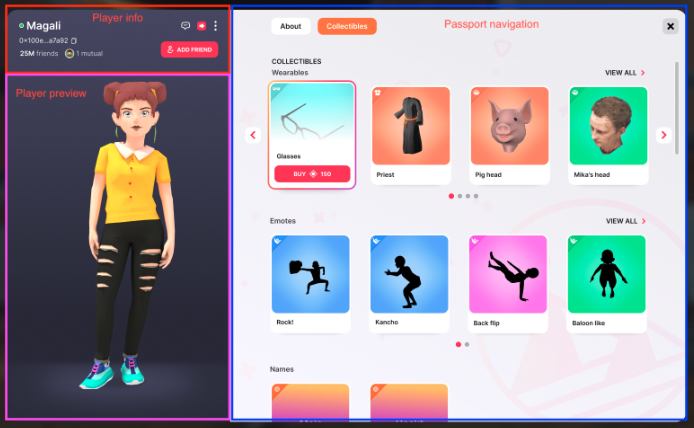 Player info
Magali
0x100e...a7a92
25M friends 1 mutual
ADD FRIEND
Player preview
About Collectibles Passport navigation
COLLECTIBLES
Wearables VIEW ALL >
Glasses
BUY 150
Priest
Pig head
Mika's head
Emotes VIEW ALL >
Rock!
Kancho
Back flip
Baloon like
Names